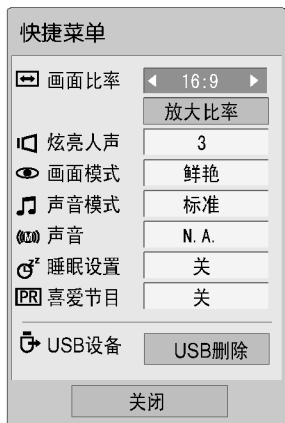 快捷菜单
画面比率 16:9
放大比率
炫亮人声 3
画面模式 鲜艳
声音模式 标准
声音 N. A.
睡眠设置 关
PR 喜爱节目 关
USB设备 USB删除
关闭